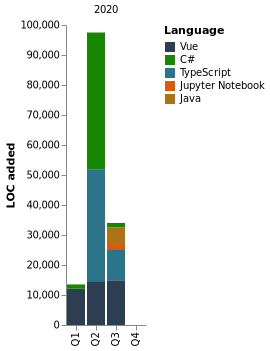 2020
LOC added
100,000
90,000
80,000
70,000
60,000
50,000
40,000
30,000
20,000
10,000
0
Q1
Q2
Q3
Q4
Language
Vue
C#
TypeScript
Jupyter Notebook
Java